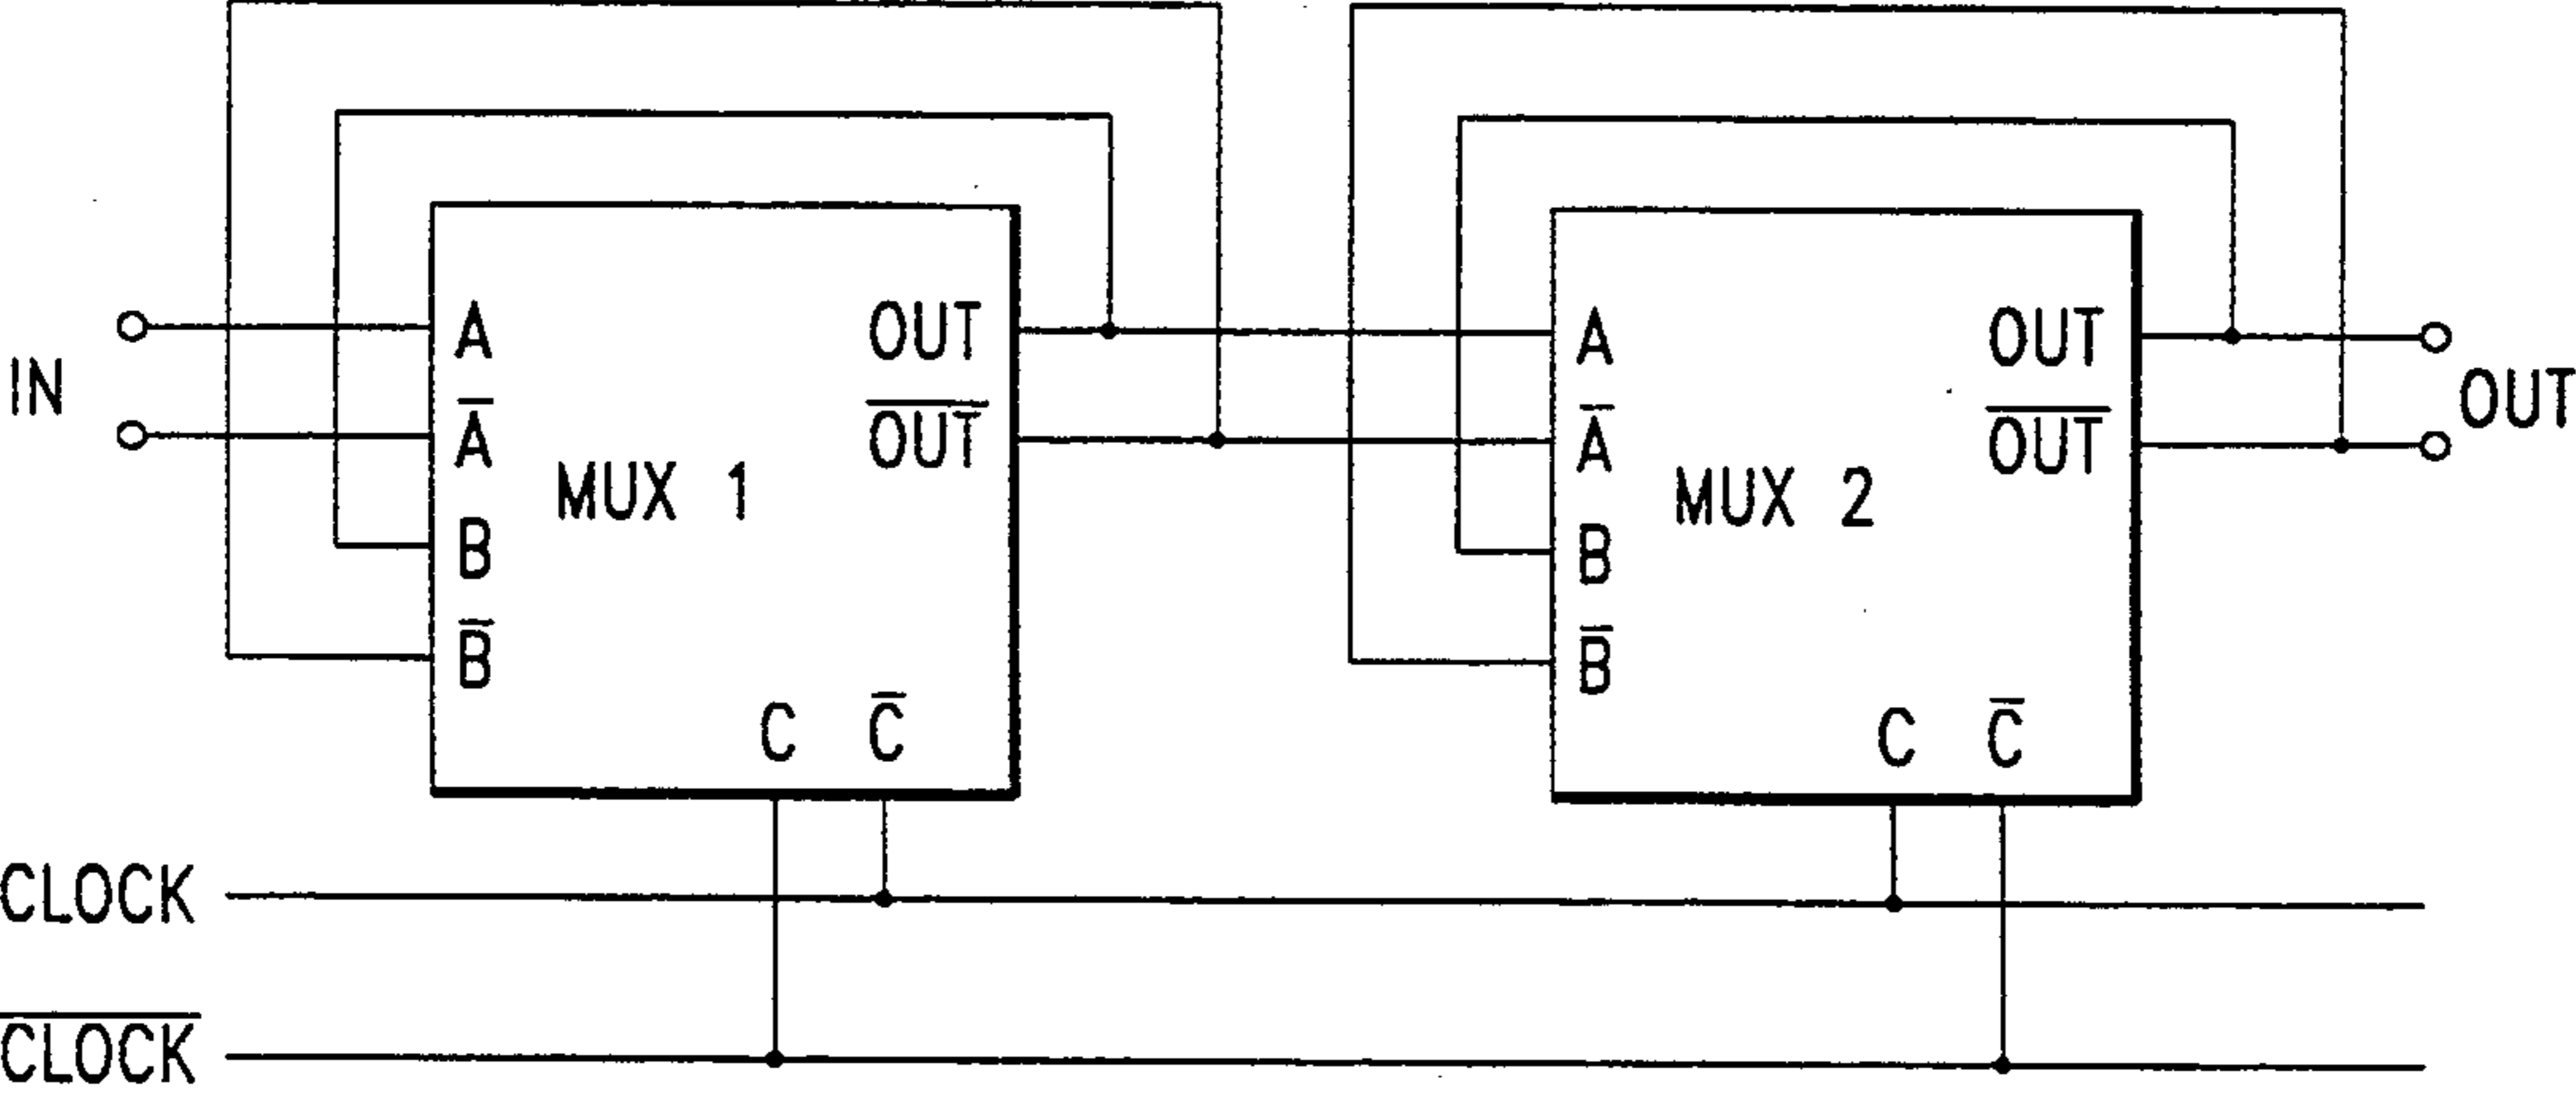 IN
A
A̅
B
B̅
MUX 1
OUT
O̅U̅T̅
C C̅
A
A̅
B
B̅
MUX 2
OUT
O̅U̅T̅
C C̅
OUT
CLOCK
C̅L̅O̅C̅K̅